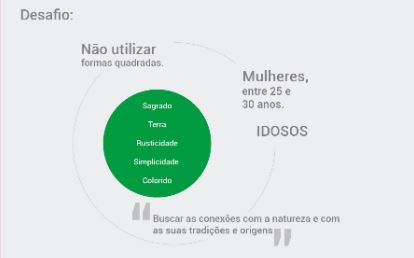 Desafio:
Não utilizar
formas quadradas.
Mulheres,
entre 25 e
30 anos.
IDOSOS
Sagrado
Terra
Rusticidade
Simplicidade
Colorido
"Buscar as conexões com a natureza e com
as suas tradições e origens"